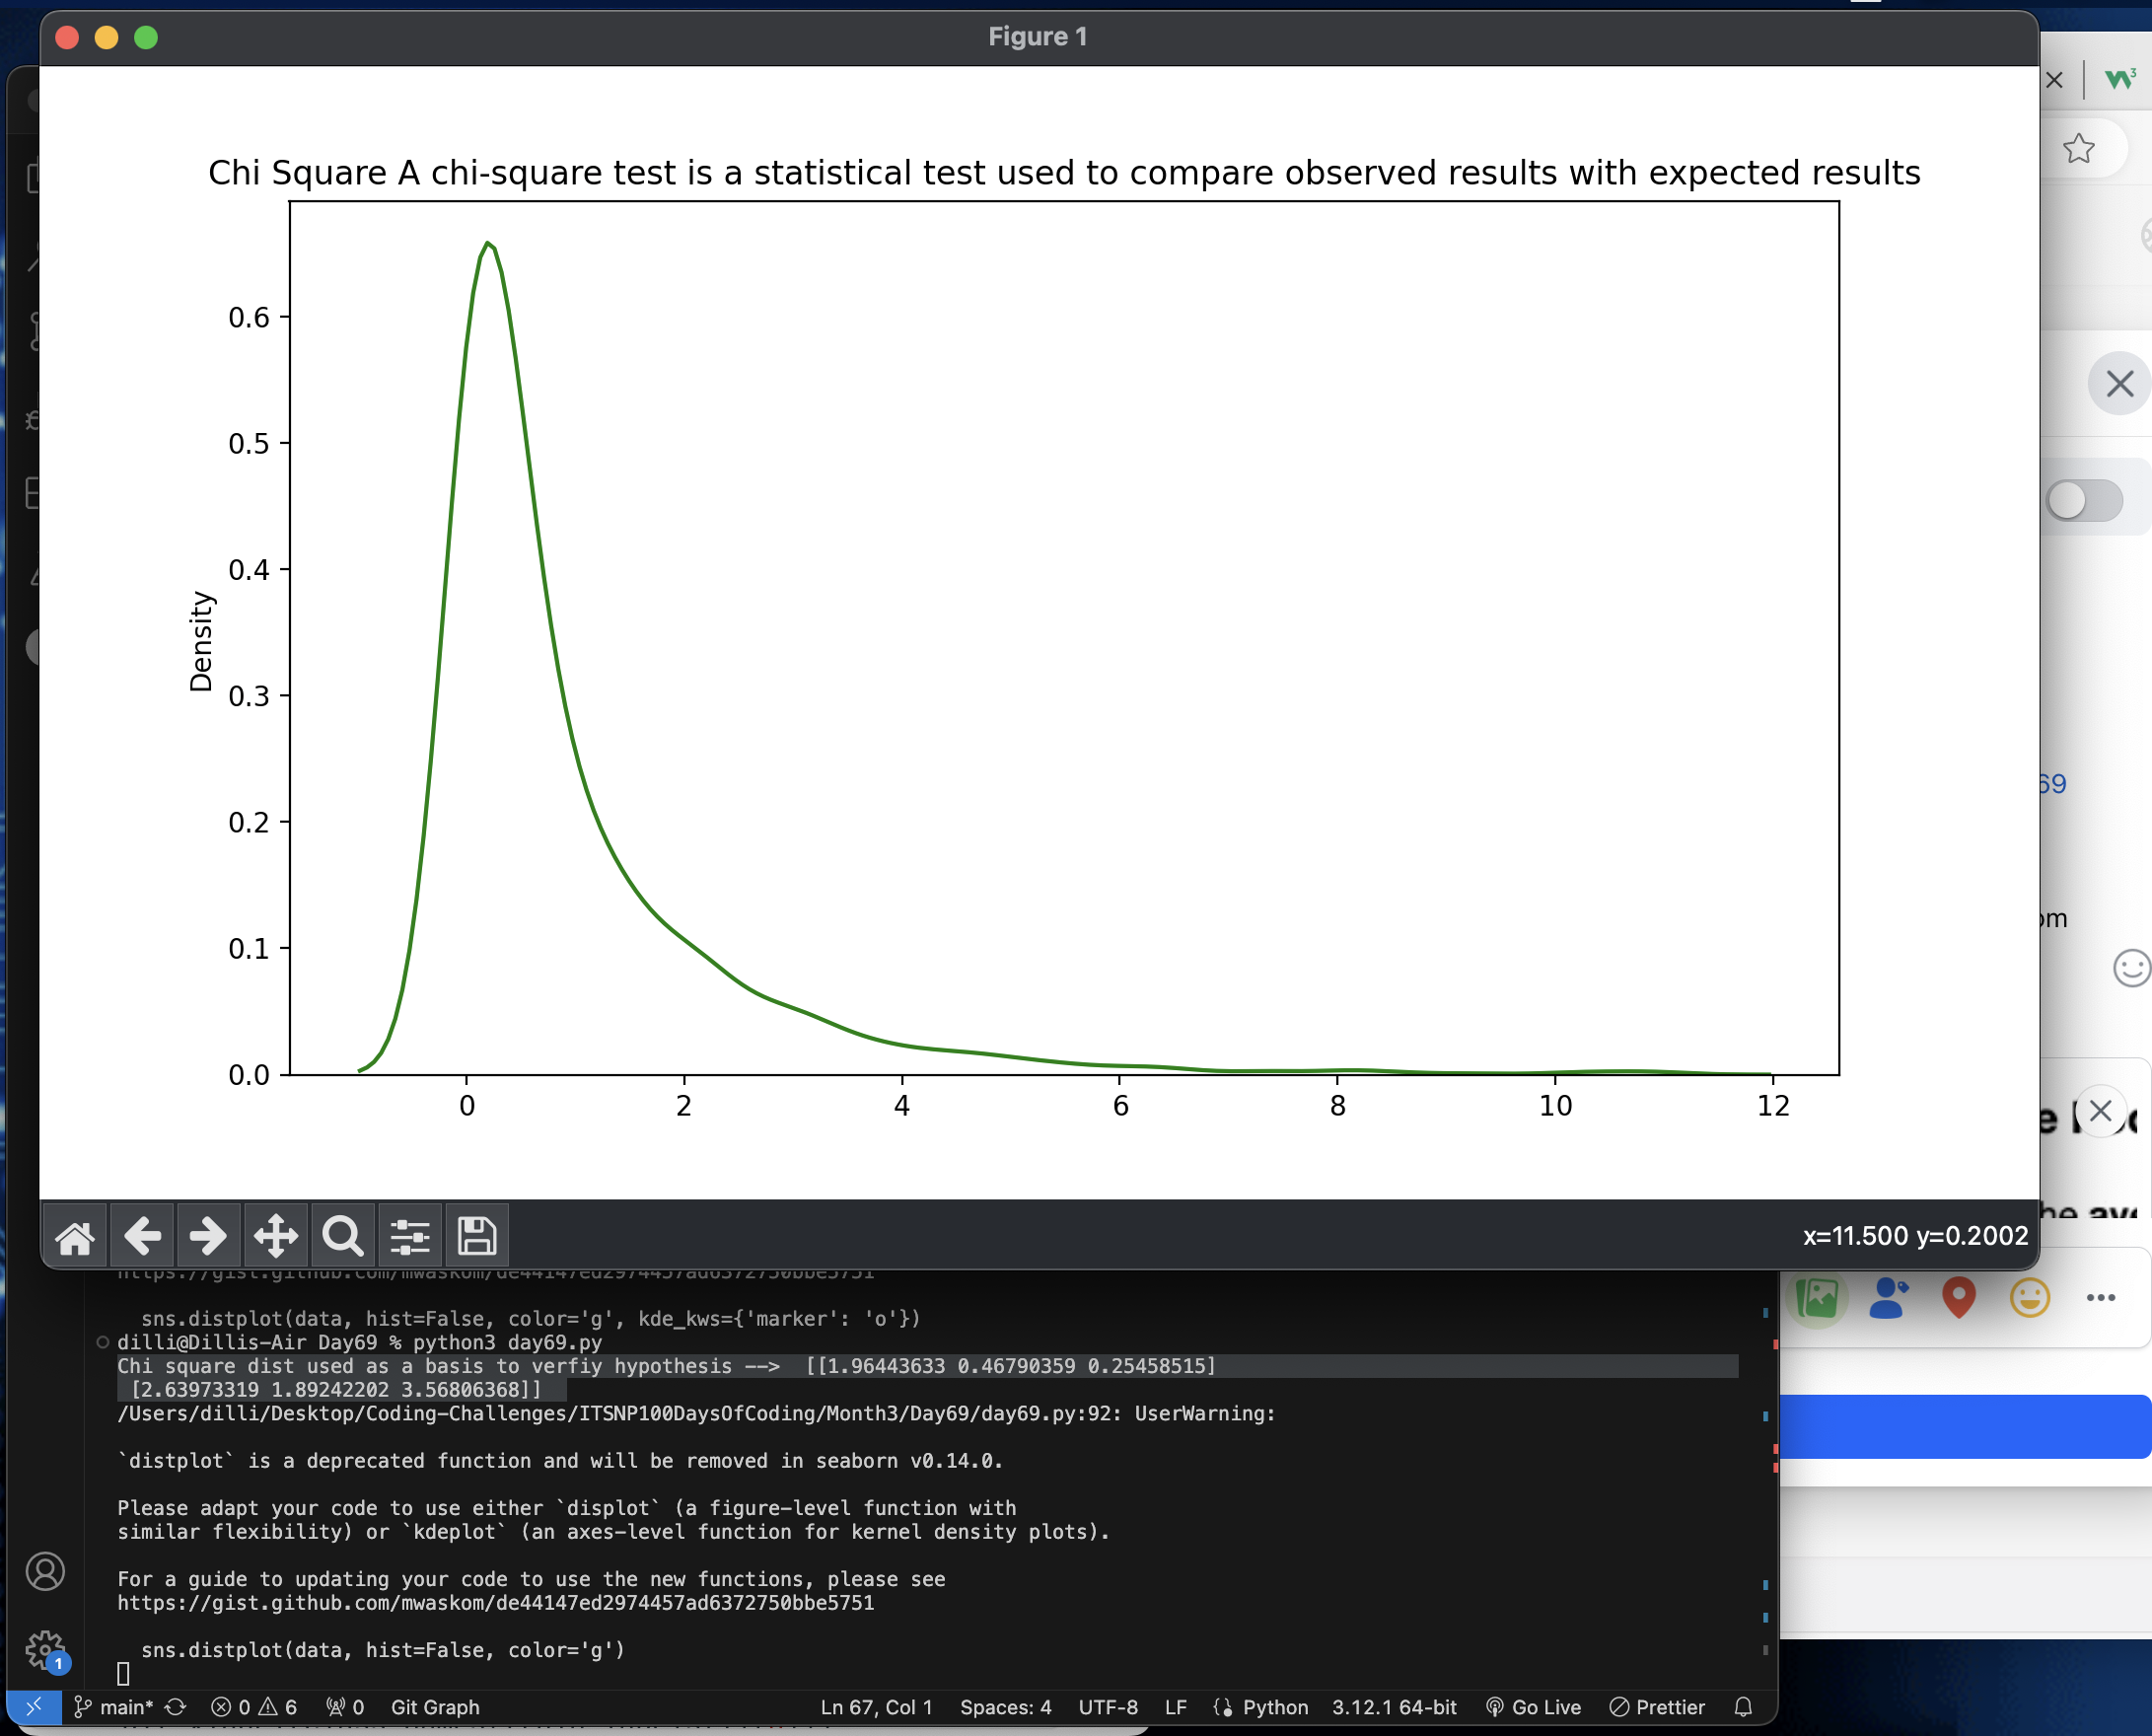 Figure 1
Chi Square A chi-square test is a statistical test used to compare observed results with expected results
0.6
0.5
0.4
0.3
0.2
0.1
0.0
Density
0 2 4 6 8 10 12
x=11.500 y=0.2002
69
https://gist.github.com/mwaskom/de44147ed2974457ad6372750bbe5751
sns.distplot(data, hist=False, color='g', kde_kws={'marker': 'o'})
dilli@Dillis-Air Day69 % python3 day69.py
Chi square dist used as a basis to verfiy hypothesis --> [[1.96443633 0.46790359 0.25458515]
[2.63973319 1.89242202 3.56806368]]
/Users/dilli/Desktop/Coding-Challenges/ITSNP100DaysOfCoding/Month3/Day69/day69.py:92: UserWarning:
`distplot` is a deprecated function and will be removed in seaborn v0.14.0.
Please adapt your code to use either `displot` (a figure-level function with
similar flexibility) or `kdeplot` (an axes-level function for kernel density plots).
For a guide to updating your code to use the new functions, please see
https://gist.github.com/mwaskom/de44147ed2974457ad6372750bbe5751
sns.distplot(data, hist=False, color='g')
1
main* 0 6 0 Git Graph Ln 67, Col 1 Spaces: 4 UTF-8 LF Python 3.12.1 64-bit Go Live Prettier